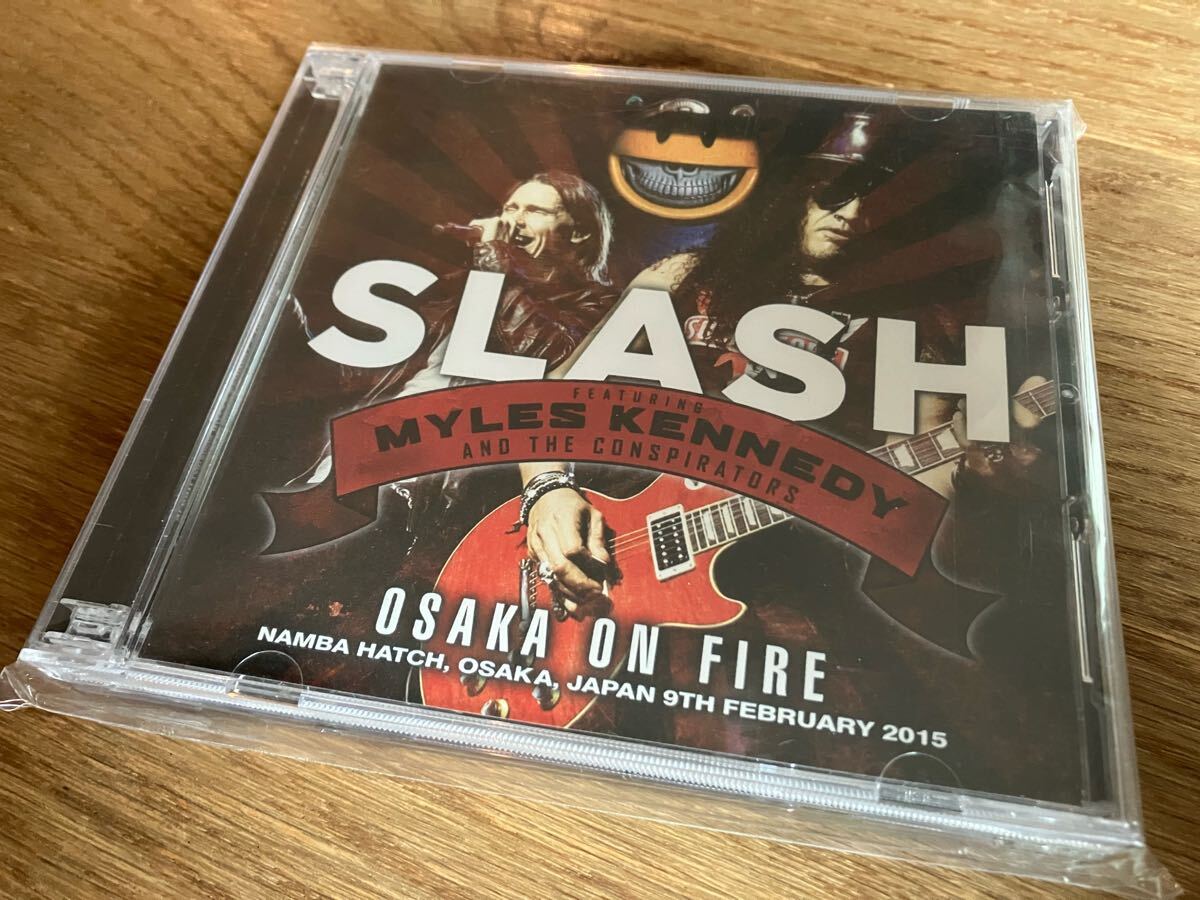 SLASH
FEATURING
MYLES KENNEDY
AND THE CONSPIRATORS
OSAKA ON FIRE
NAMBA HATCH, OSAKA, JAPAN 9TH FEBRUARY 2015